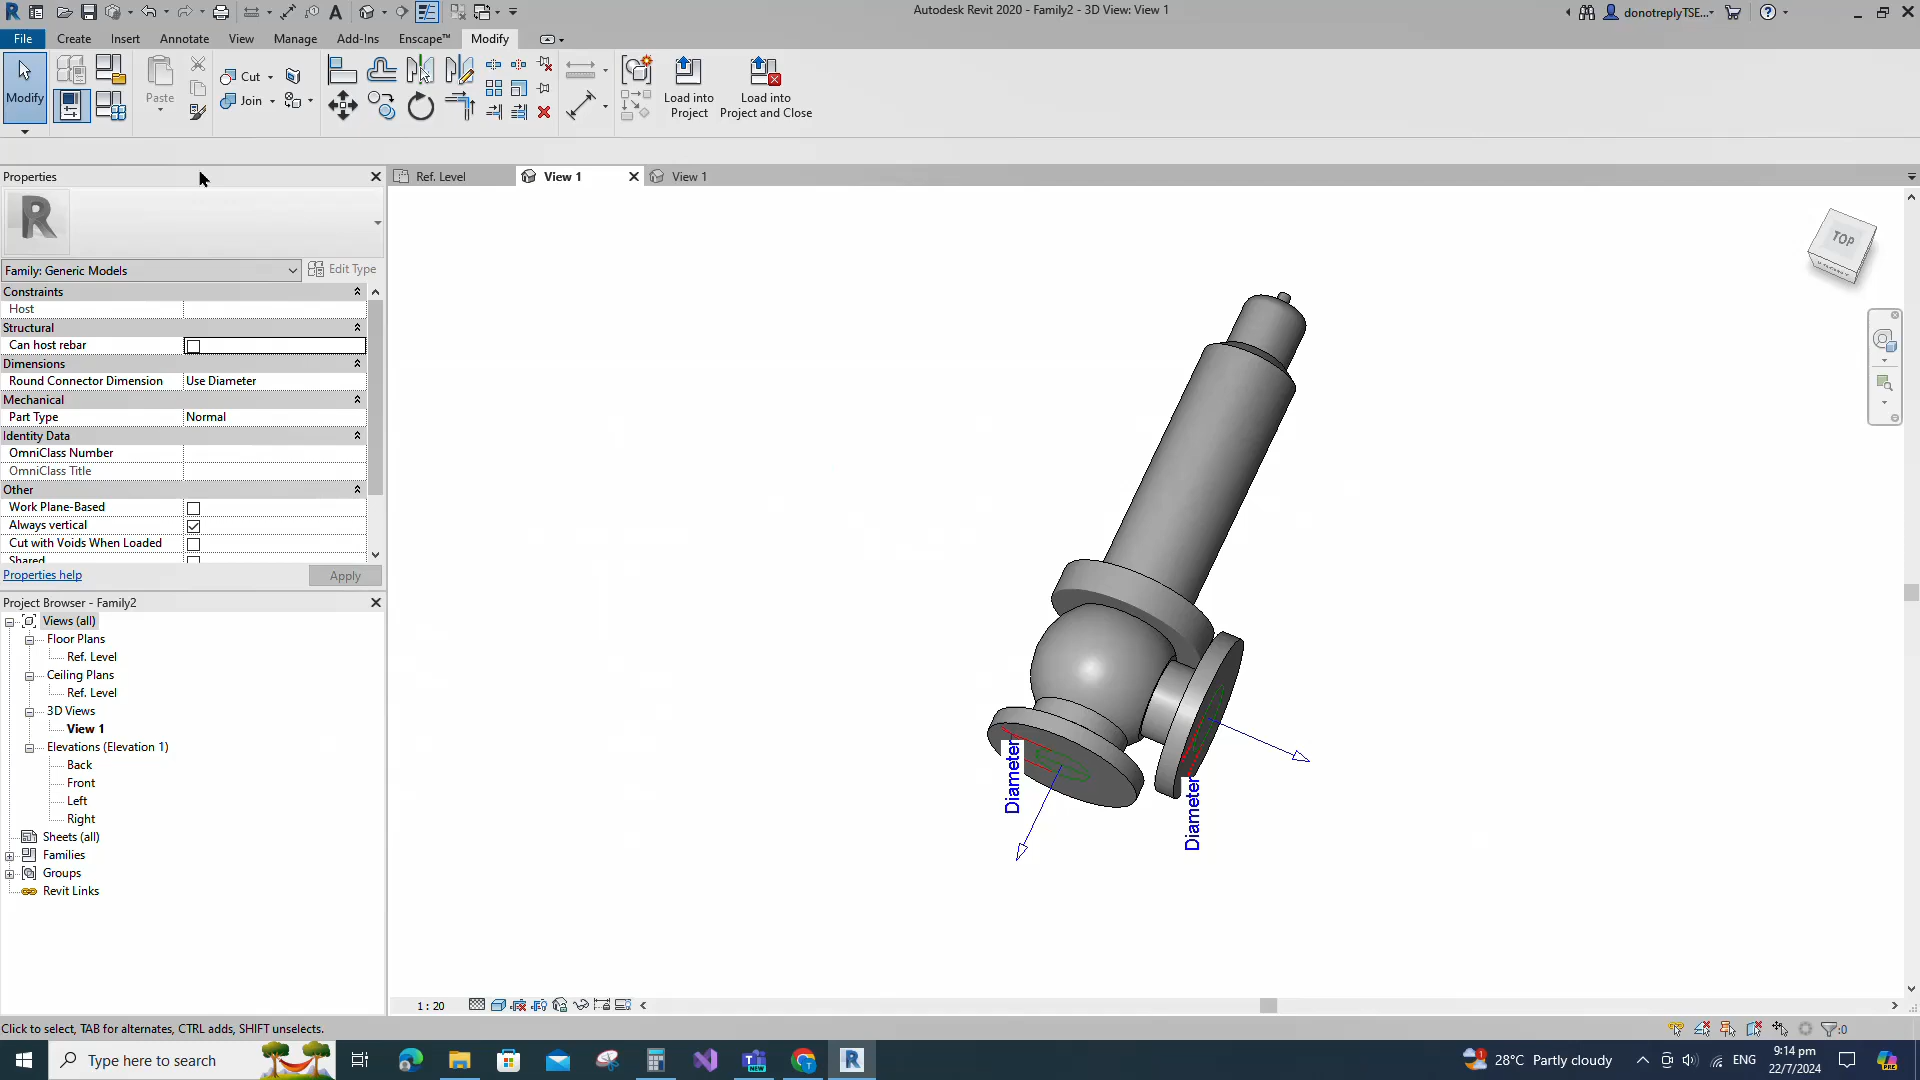 Autodesk Revit 2020 - Family2 - 3D View: View 1
donotreplyTSE...
File
Create
Insert
Annotate
View
Manage
Add-Ins
Enscape™
Modify
Modify
Paste
Cut
Join
Load into
Project
Load into
Project and Close
Properties
Ref. Level
View 1
View 1
Family: Generic Models
Edit Type
Constraints
Host
Structural
Can host rebar
Dimensions
Round Connector Dimension
Use Diameter
Mechanical
Part Type
Normal
Identity Data
OmniClass Number
OmniClass Title
Other
Work Plane-Based
Always vertical
Cut with Voids When Loaded
Shared
Properties help
Apply
TOP
Diameter
Diameter
Project Browser - Family2
Views (all)
Floor Plans
Ref. Level
Ceiling Plans
Ref. Level
3D Views
View 1
Elevations (Elevation 1)
Back
Front
Left
Right
Sheets (all)
Families
Groups
Revit Links
1 : 20
Click to select, TAB for alternates, CTRL adds, SHIFT unselects.
:0
Type here to search
28°C Partly cloudy
ENG
9:14 pm
22/7/2024